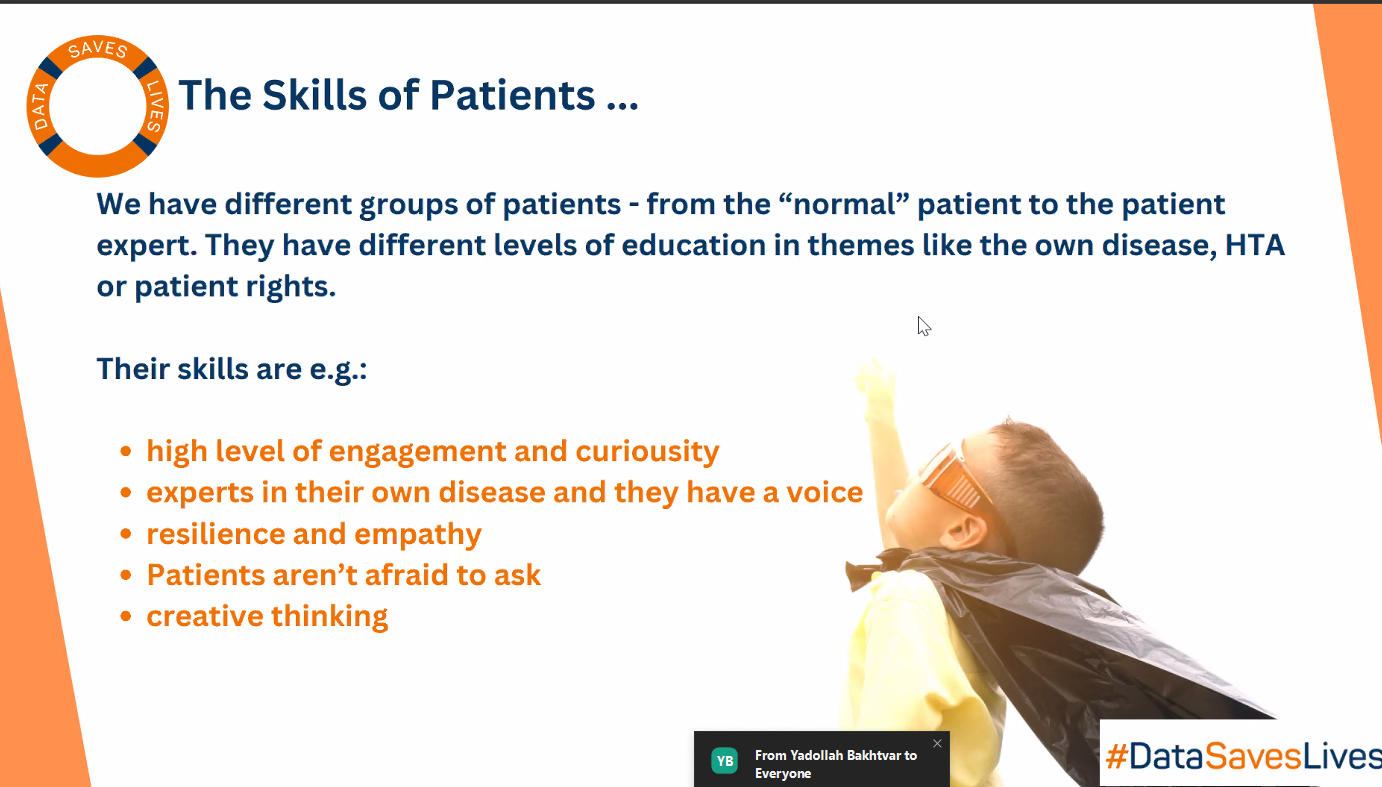 DATA SAVES LIVES
The Skills of Patients ...
We have different groups of patients - from the “normal” patient to the patient
expert. They have different levels of education in themes like the own disease, HTA
or patient rights.
Their skills are e.g.:
• high level of engagement and curiousity
• experts in their own disease and they have a voice
• resilience and empathy
• Patients aren’t afraid to ask
• creative thinking
YB
From Yadollah Bakhtvar to
Everyone
#DataSavesLives